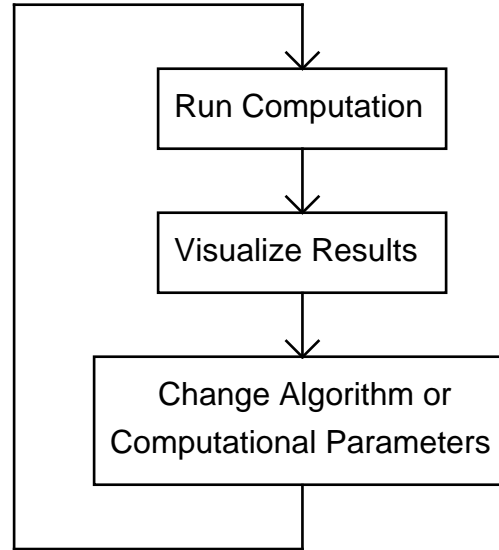 Run Computation
Visualize Results
Change Algorithm or
Computational Parameters